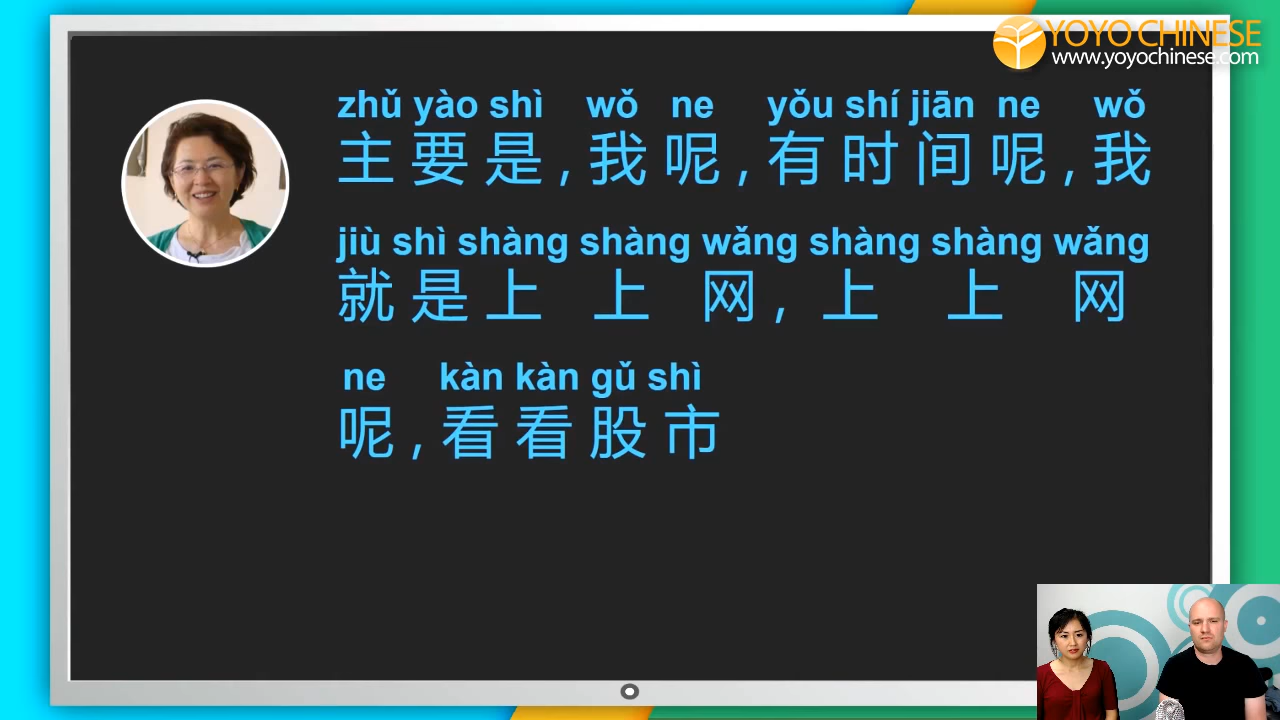 YOYO CHINESE
www.yoyochinese.com
zhǔ yào shì wǒ ne yǒu shí jiān ne wǒ
主要是,我呢,有时间呢,我
jiù shì shàng shàng wǎng shàng shàng wǎng
就是上上网,上上网
ne kàn kàn gǔ shì
呢,看看股市